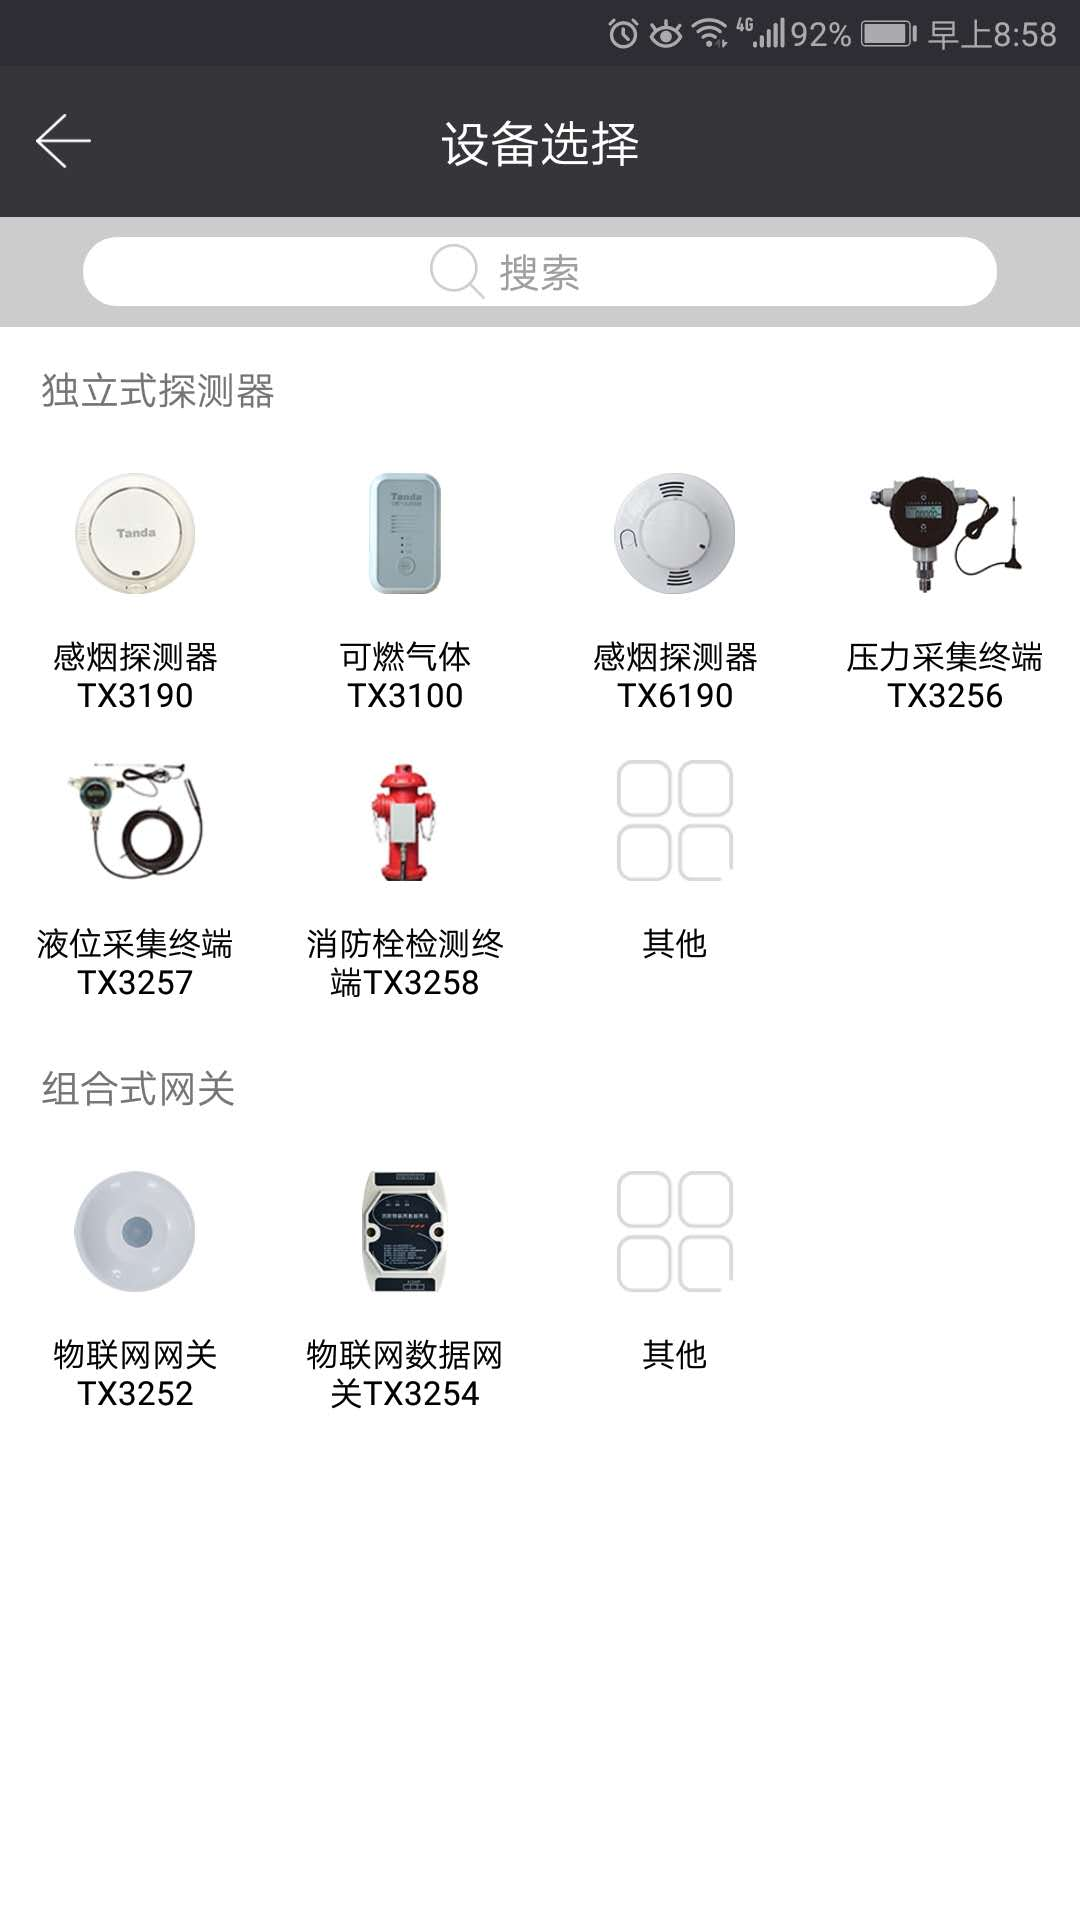 4G 92% 早上8:58
设备选择
搜索
独立式探测器
Tanda
Tanda
感烟探测器
TX3190
可燃气体
TX3100
感烟探测器
TX6190
压力采集终端
TX3256
液位采集终端
TX3257
消防栓检测终
端TX3258
其他
组合式网关
物联网网关
TX3252
物联网数据网
关TX3254
其他